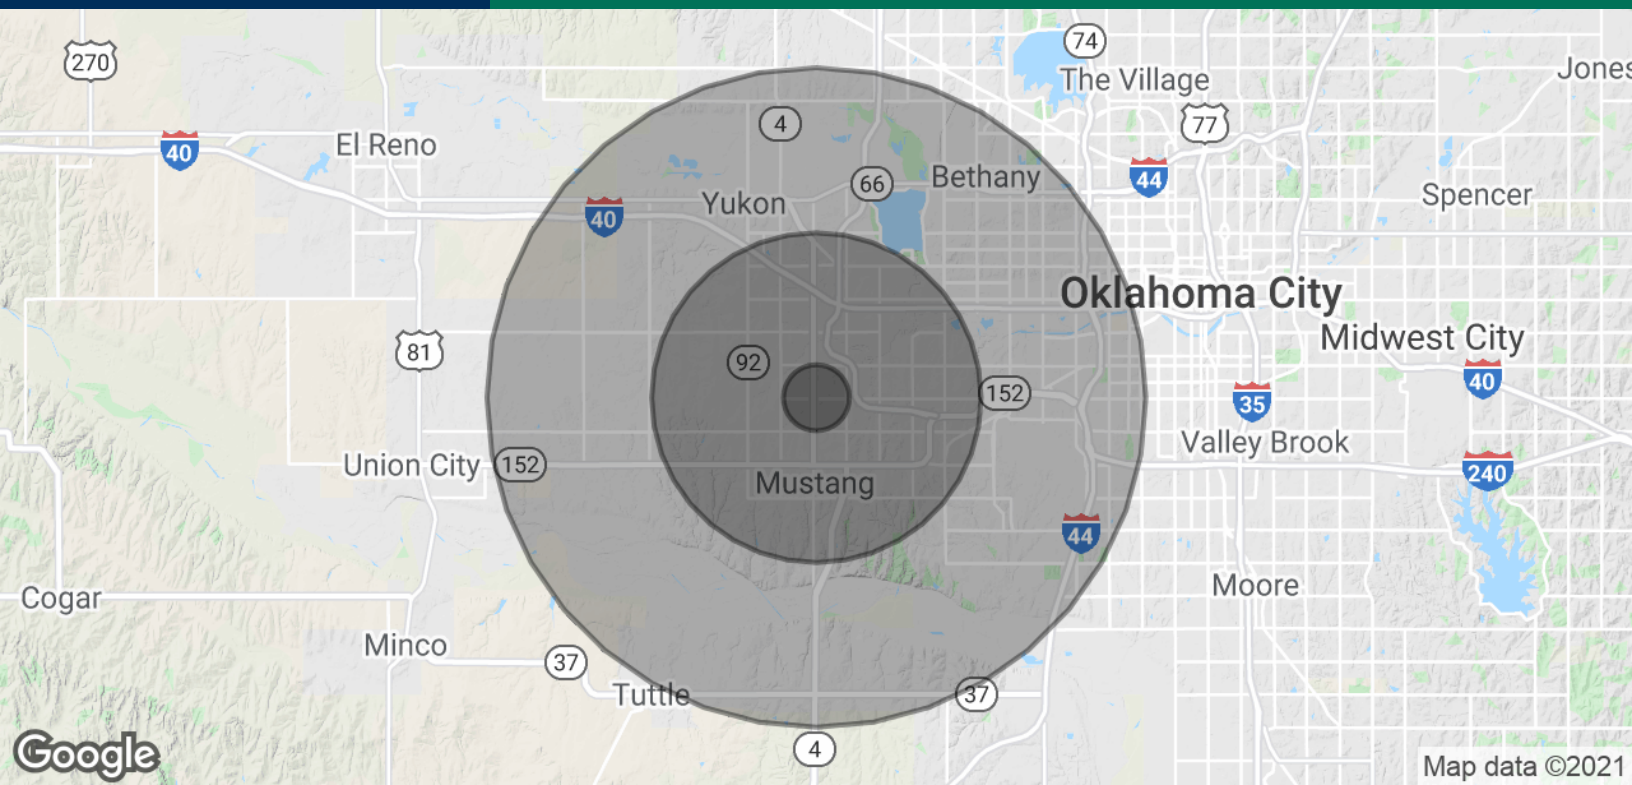 74
270
The Village
Jones
4
77
El Reno
40
66
Bethany
44
Yukon
Spencer
40
Oklahoma City
Midwest City
81
92
40
152
35
Valley Brook
Union City
152
240
Mustang
44
Moore
Cogar
Minco
37
Tuttle
37
4
Google
Map data ©2021